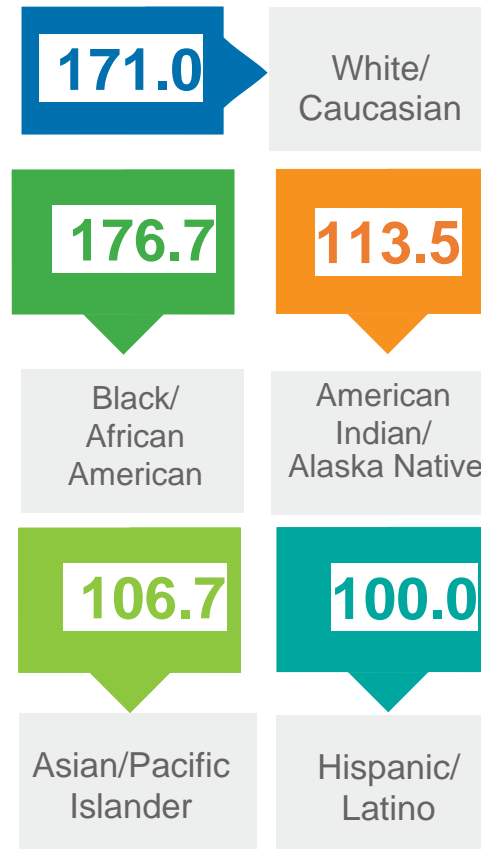 171.0
White/
Caucasian
176.7
Black/
African
American
113.5
American
Indian/
Alaska Native
106.7
Asian/Pacific
Islander
100.0
Hispanic/
Latino